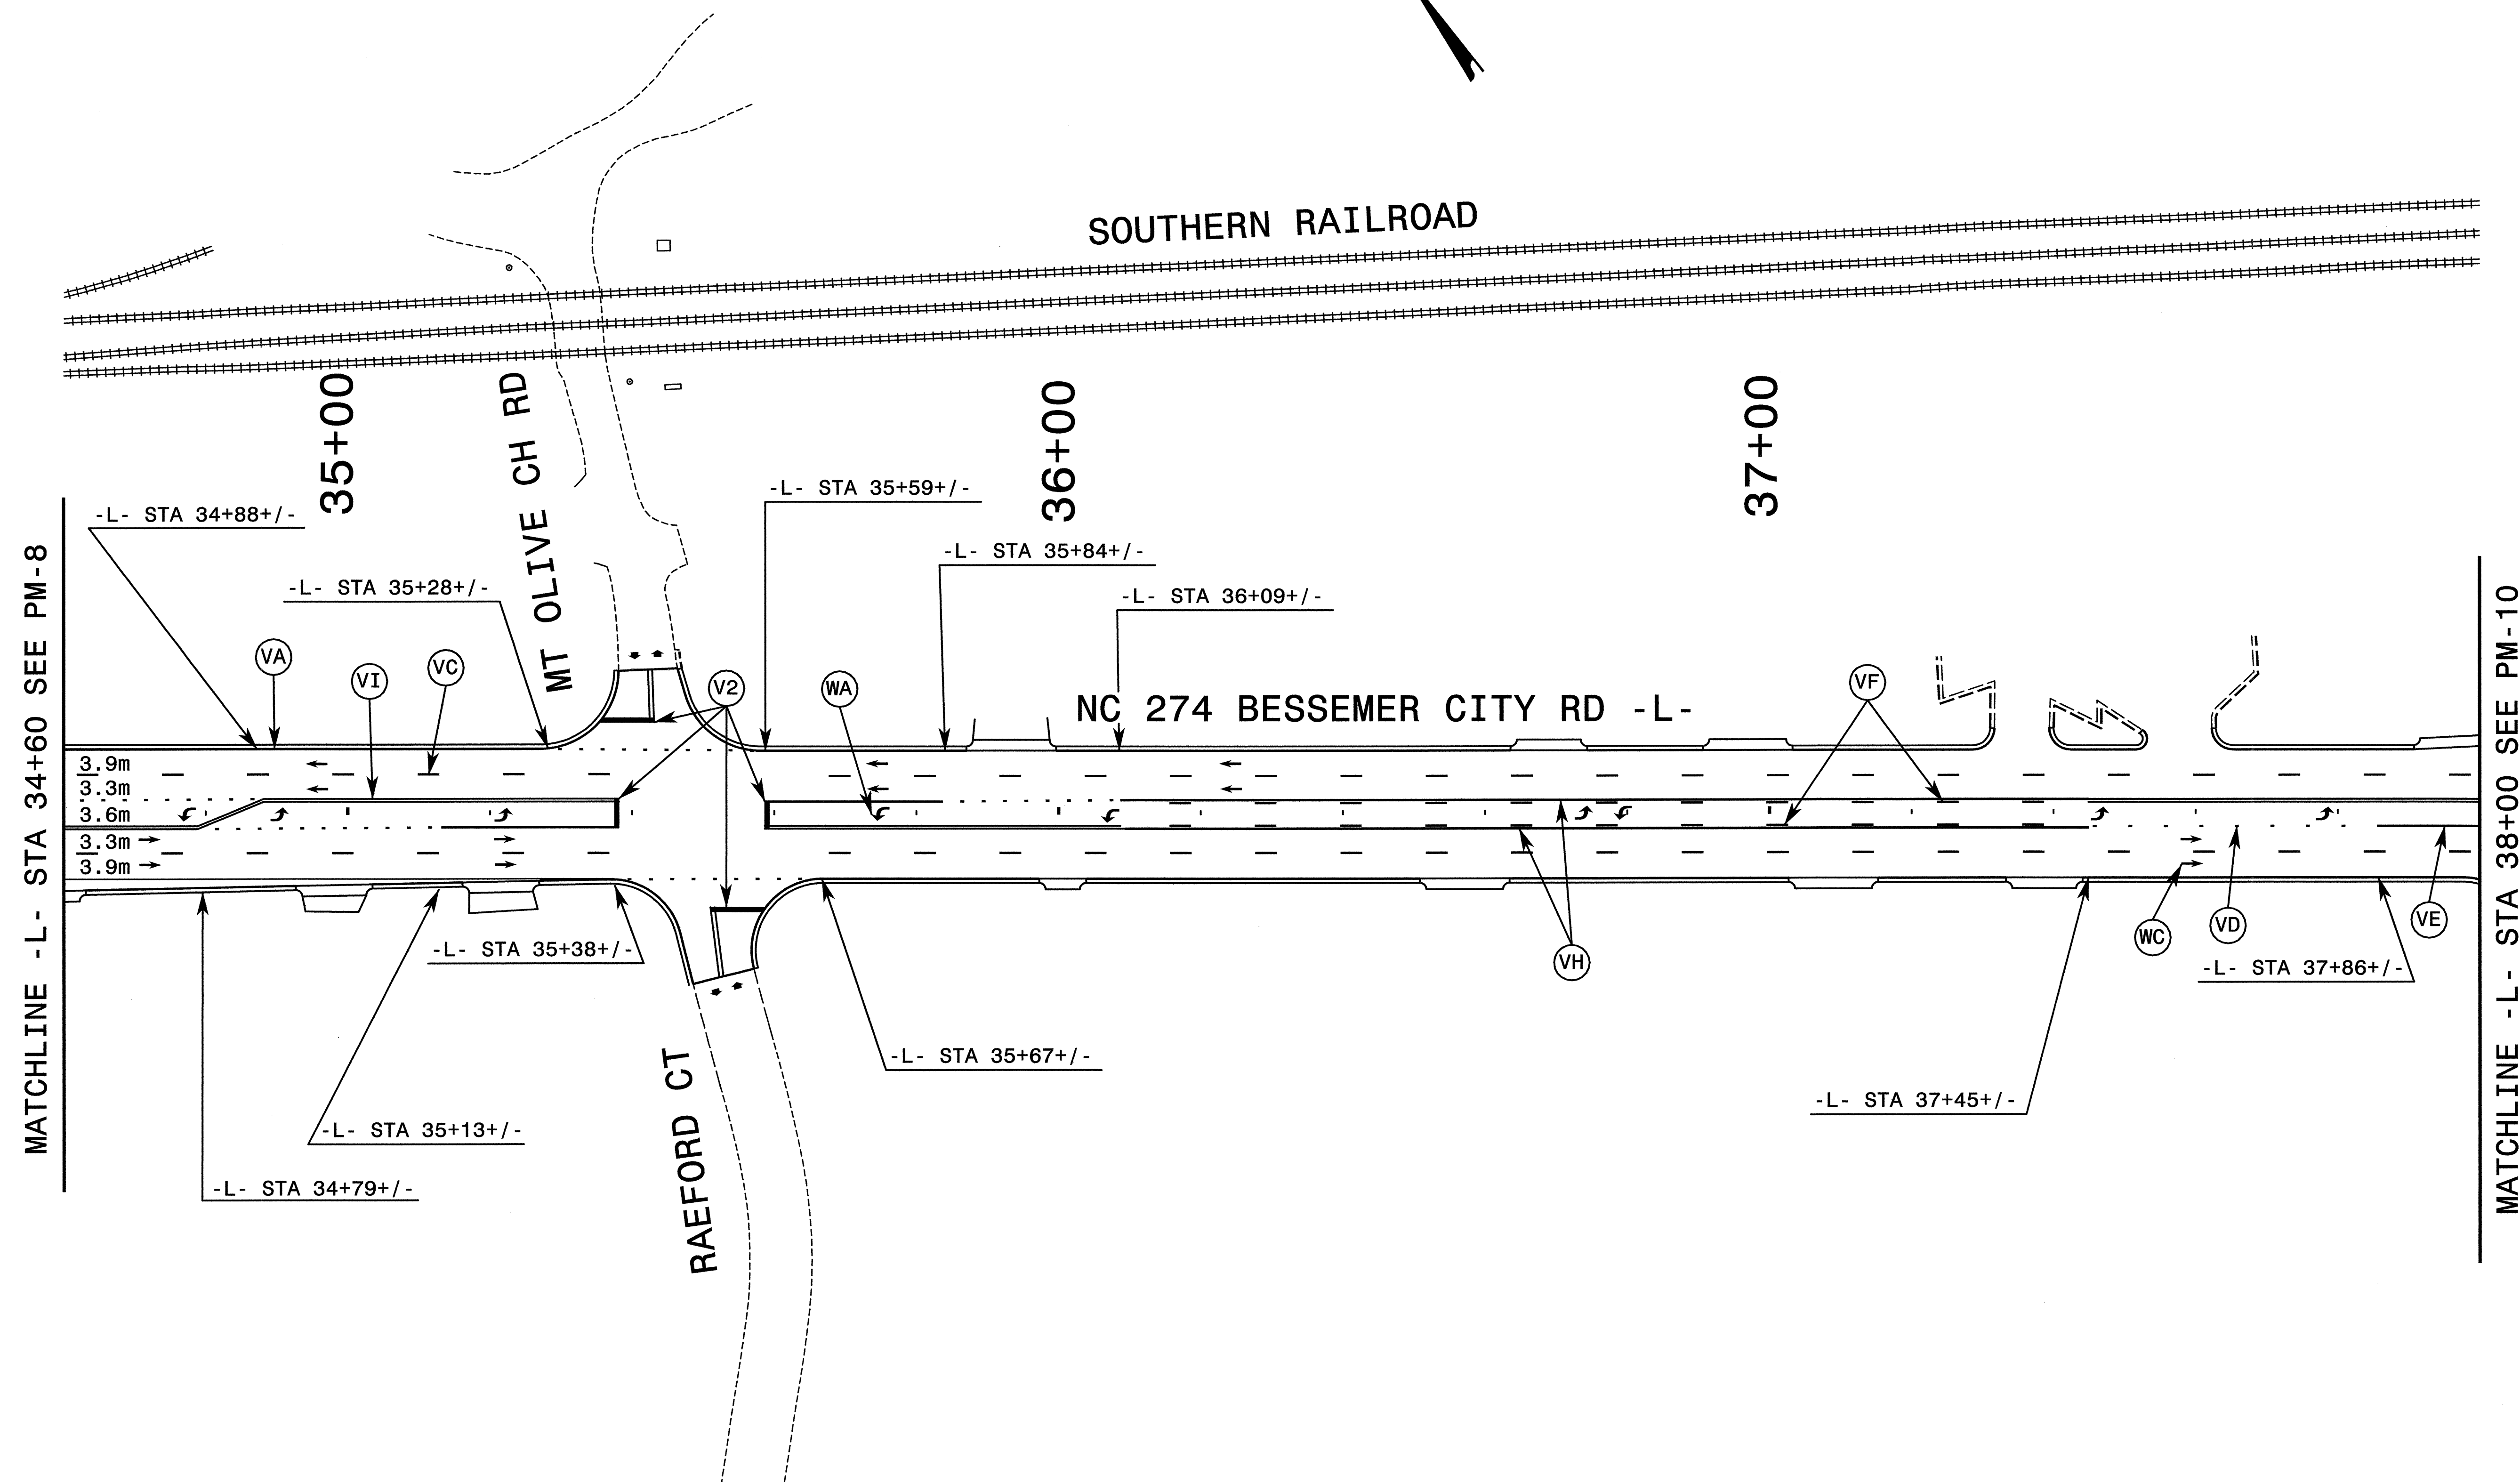 SOUTHERN RAILROAD
35+00
MT OLIVE CH RD
36+00
37+00
-L- STA 35+59+/-
-L- STA 34+88+/-
-L- STA 35+84+/-
-L- STA 35+28+/-
-L- STA 36+09+/-
MATCHLINE -L- STA 34+60 SEE PM-8
MATCHLINE -L- STA 38+00 SEE PM-10
VA
VI
VC
V2
WA
VF
NC 274 BESSEMER CITY RD -L-
3.9m
3.3m
3.6m
3.3m
3.9m
-L- STA 35+38+/-
VH
WC
VD
VE
-L- STA 37+86+/-
RAEFORD CT
-L- STA 35+67+/-
-L- STA 37+45+/-
-L- STA 35+13+/-
-L- STA 34+79+/-